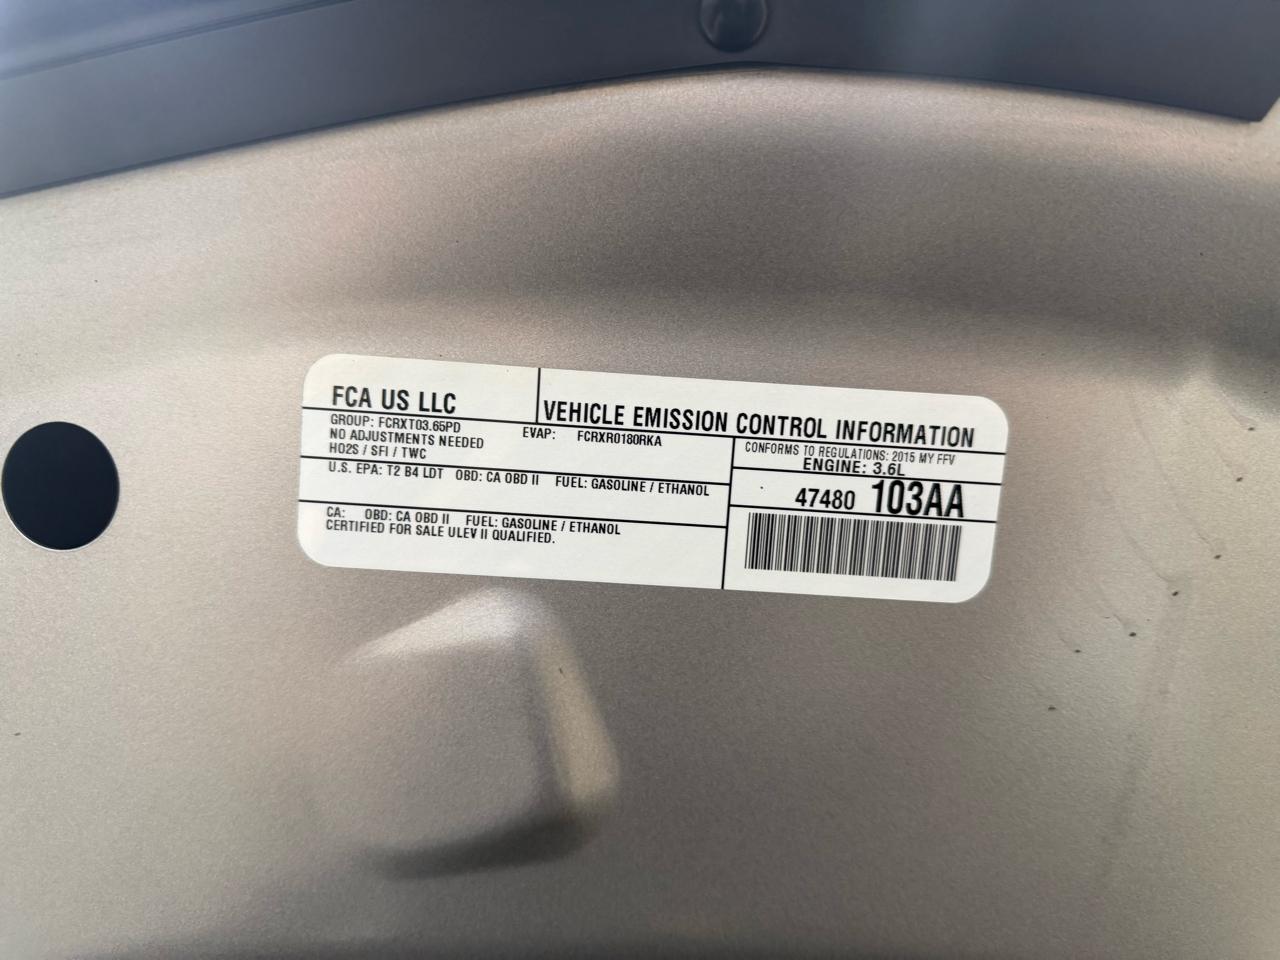 FCA US LLC
VEHICLE EMISSION CONTROL INFORMATION
GROUP: FCRXT03.65PD
EVAP: FCRXR0180RKA
NO ADJUSTMENTS NEEDED
HO2S / SFI / TWC
CONFORMS TO REGULATIONS: 2015 MY FFV
ENGINE: 3.6L
U.S. EPA: T2 B4 LDT OBD: CA OBD II FUEL: GASOLINE / ETHANOL
47480 103AA
CA: OBD: CA OBD II FUEL: GASOLINE / ETHANOL
CERTIFIED FOR SALE ULEV II QUALIFIED.